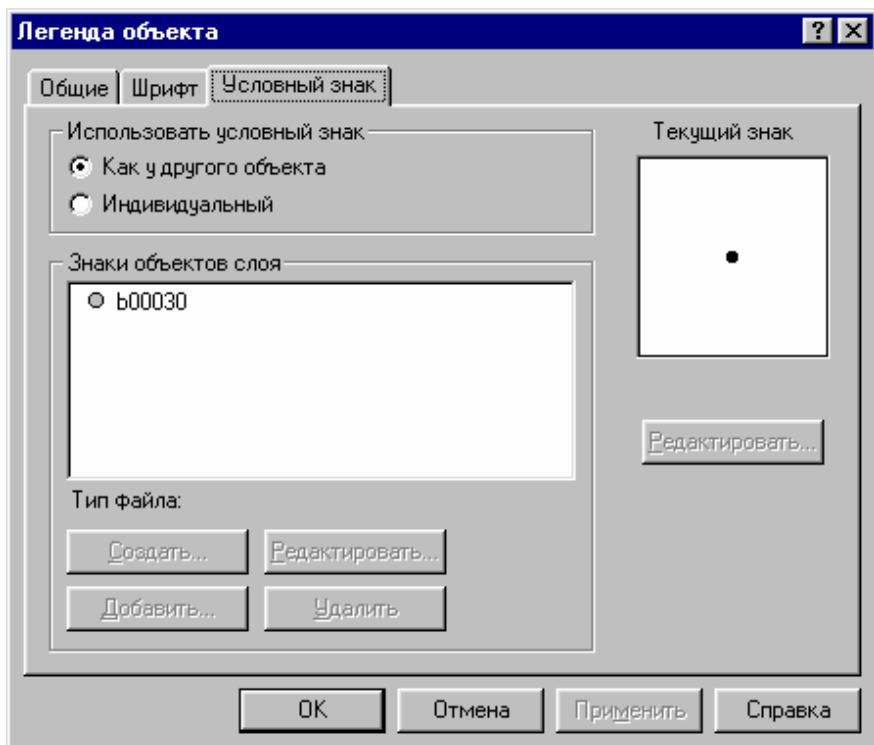 Легенда объекта
Общие Шрифт Условный знак
Использовать условный знак
Как у другого объекта
Индивидуальный
Текущий знак
Знаки объектов слоя
b00030
Редактировать...
Тип файла:
Создать... Редактировать...
Добавить... Удалить
OK Отмена Применить Справка